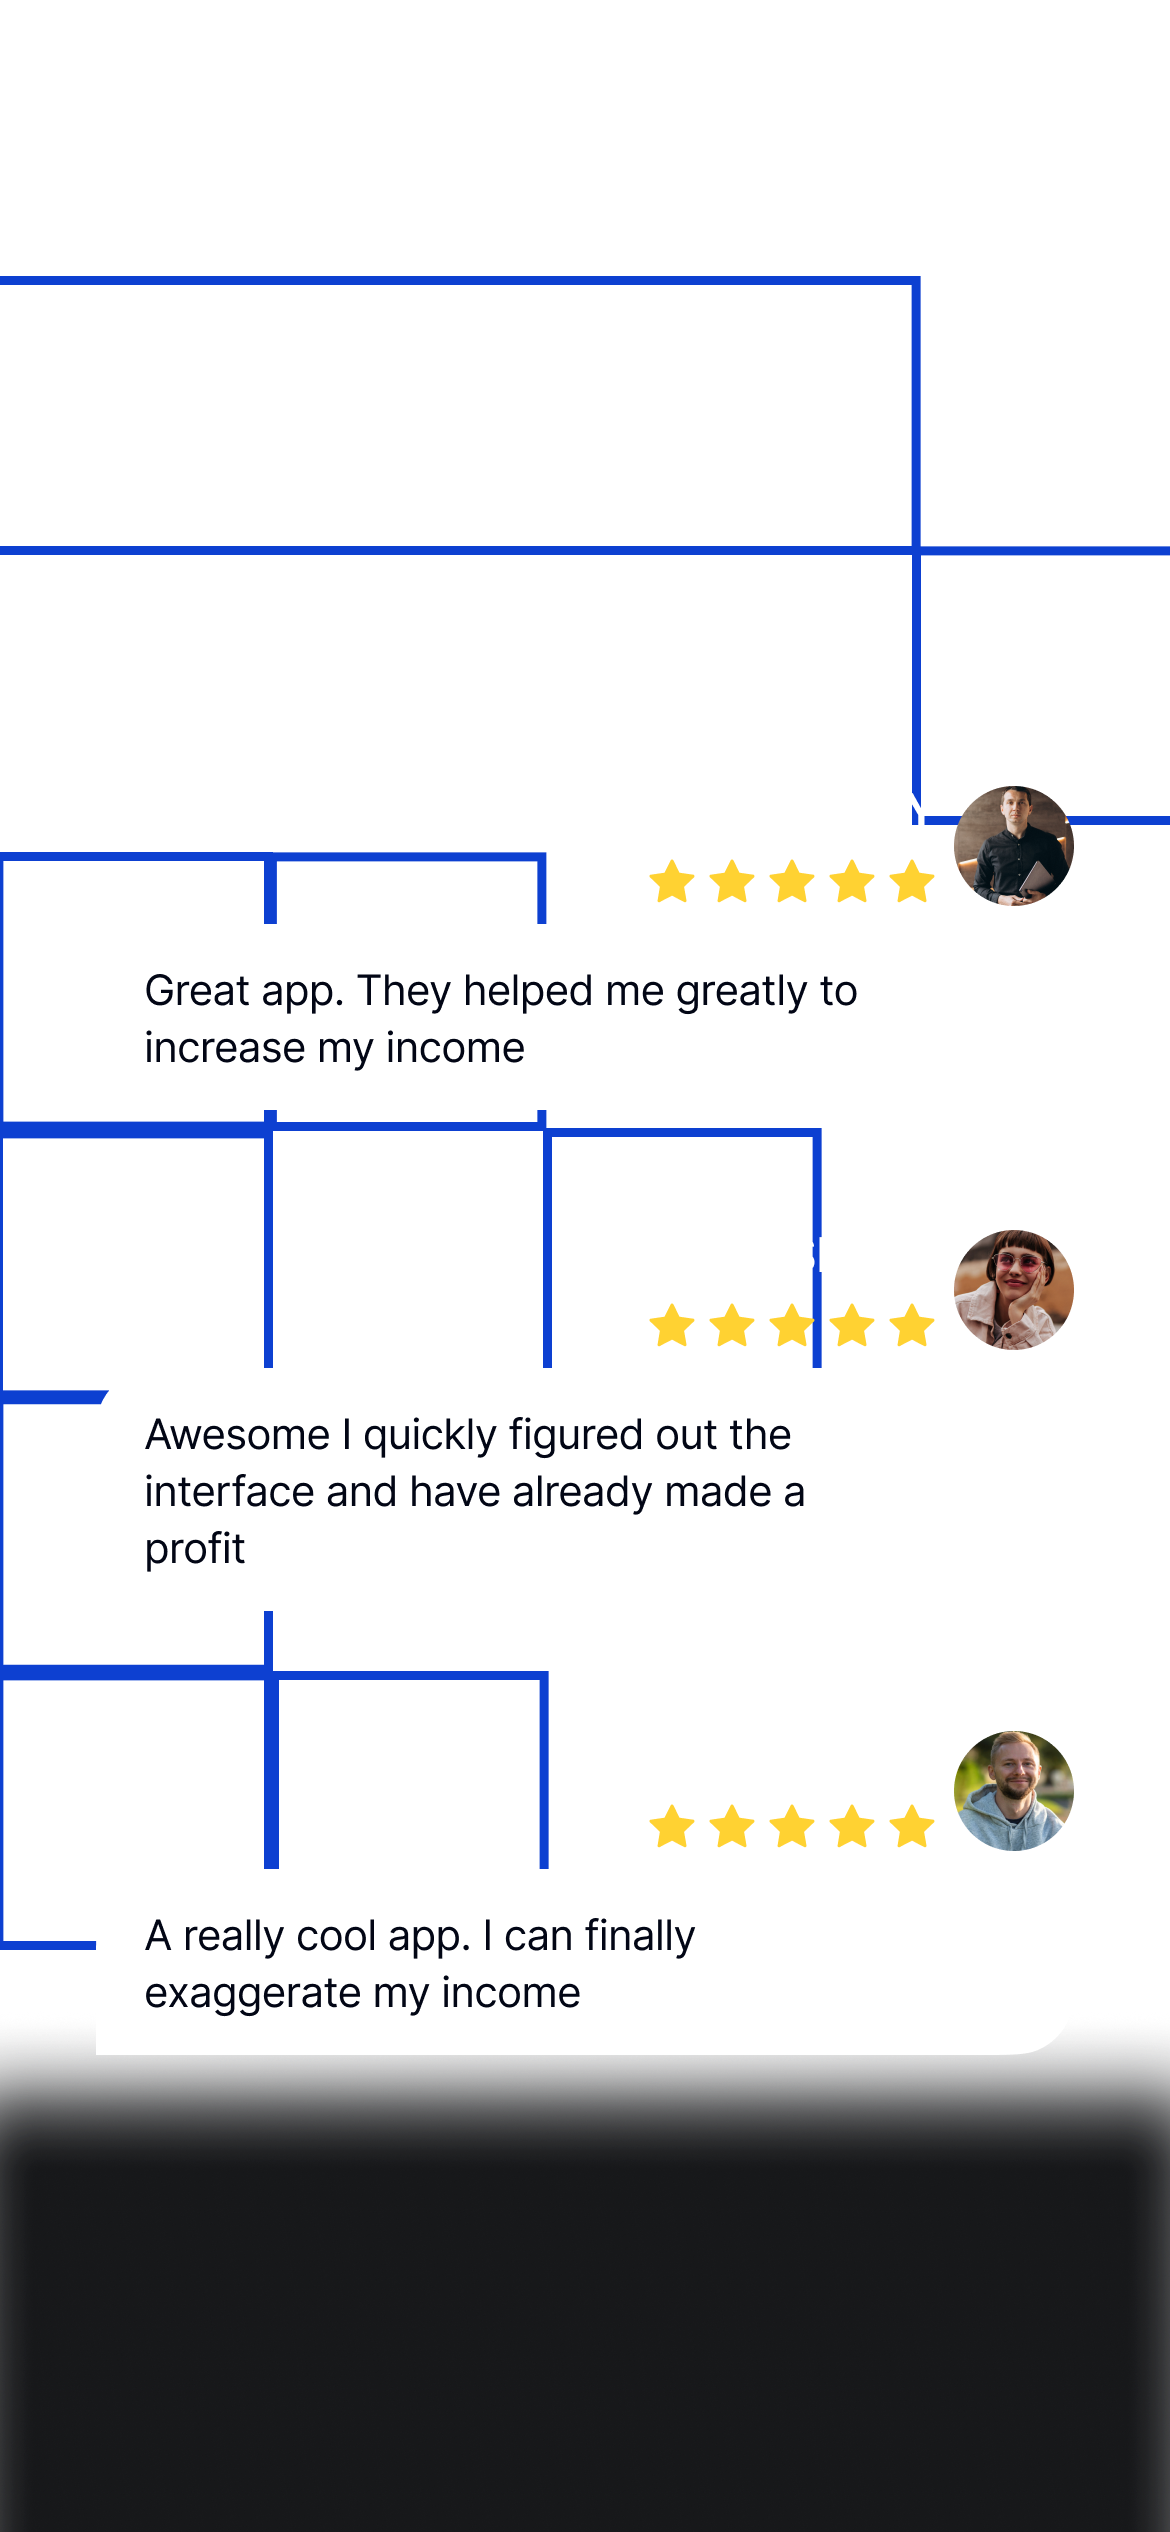 Great app. They helped me greatly to
increase my income
Awesome I quickly figured out the
interface and have already made a
profit
A really cool app. I can finally
exaggerate my income